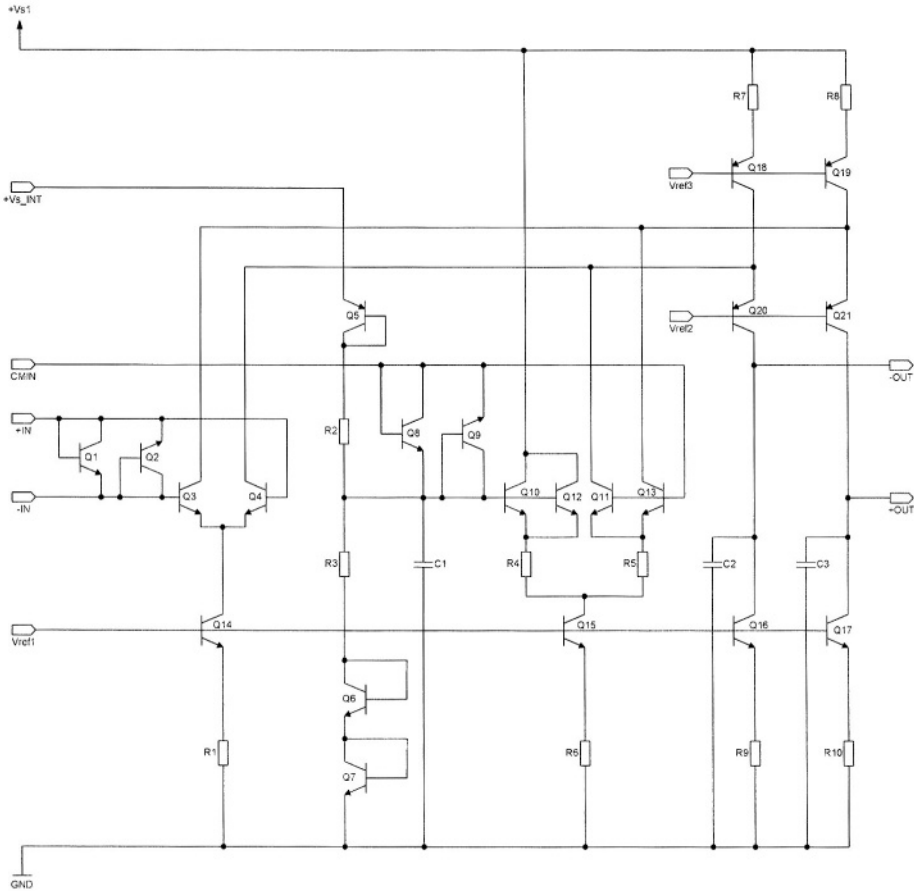 +Vs1
R7
R8
Q18
Q19
Vref3
+Vs_INT
Q5
Q20
Q21
Vref2
CMIN
-OUT
+IN
R2
Q8
Q9
Q1
Q2
Q3
Q4
Q10
Q12
Q11
Q13
-IN
+OUT
R3
C1
R4
R5
C2
C3
Q14
Q15
Q16
Q17
Vref1
Q6
R1
R6
R9
R10
Q7
GND